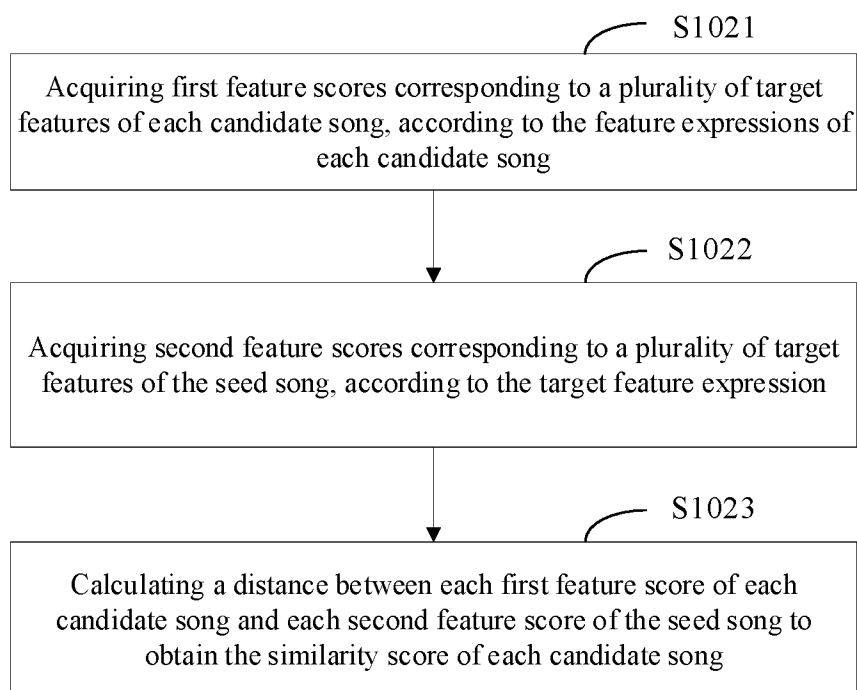 S1021
Acquiring first feature scores corresponding to a plurality of target
features of each candidate song, according to the feature expressions of
each candidate song
S1022
Acquiring second feature scores corresponding to a plurality of target
features of the seed song, according to the target feature expression
S1023
Calculating a distance between each first feature score of each
candidate song and each second feature score of the seed song to
obtain the similarity score of each candidate song